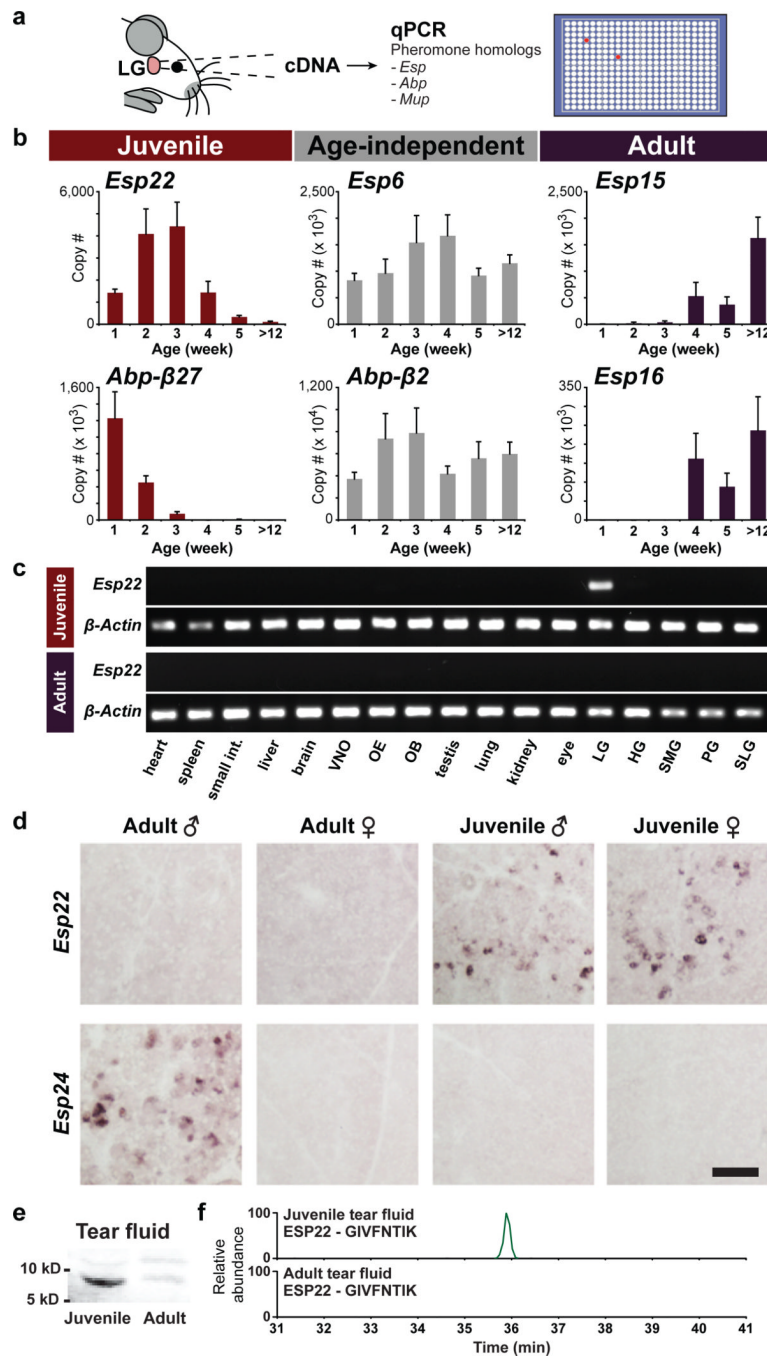 a
LG
cDNA
qPCR
Pheromone homologs
- Esp
- Abp
- Mup
b
Juvenile
Age-independent
Adult
Esp22
6,000
Copy #
0
1 2 3 4 5 >12
Age (week)
Esp6
2,500
Copy # (x 10³)
0
1 2 3 4 5 >12
Age (week)
Esp15
2,500
Copy # (x 10³)
0
1 2 3 4 5 >12
Age (week)
Abp-β27
1,600
Copy # (x 10³)
0
1 2 3 4 5 >12
Age (week)
Abp-β2
1,200
Copy # (x 10⁴)
0
1 2 3 4 5 >12
Age (week)
Esp16
350
Copy # (x 10³)
0
1 2 3 4 5 >12
Age (week)
c
Juvenile
Esp22
β-Actin
Adult
Esp22
β-Actin
heart
spleen
small int.
liver
brain
VNO
OE
OB
testis
lung
kidney
eye
LG
HG
SMG
PG
SLG
d
Adult ♂
Adult ♀
Juvenile ♂
Juvenile ♀
Esp22
Esp24
e
Tear fluid
10 kD
5 kD
Juvenile Adult
f
Relative
abundance
100
Juvenile tear fluid
ESP22 - GIVFNTIK
0
100
Adult tear fluid
ESP22 - GIVFNTIK
0
31 32 33 34 35 36 37 38 39 40 41
Time (min)